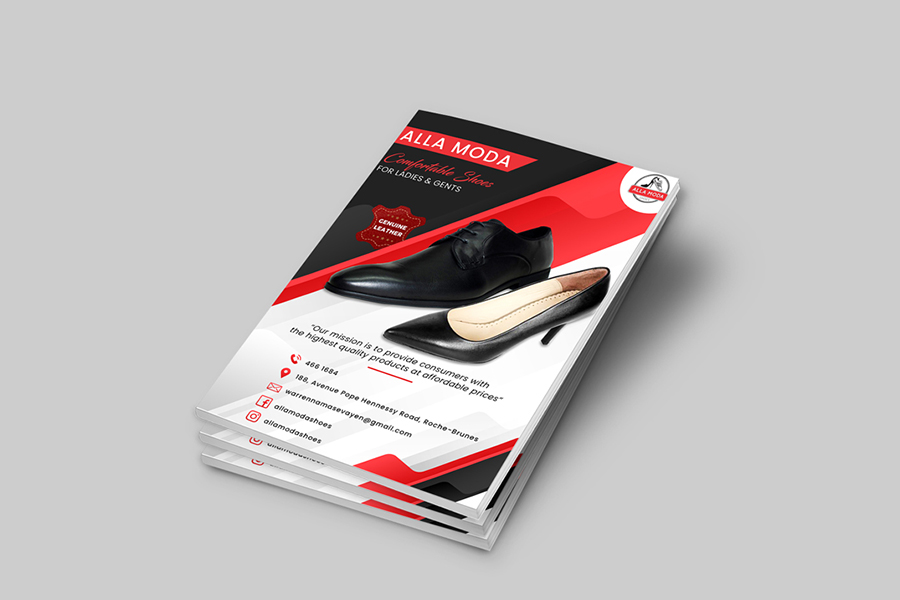 ALLA MODA
Comfortable Shoes
FOR LADIES & GENTS
ALLA MODA
GENUINE
LEATHER
"Our mission is to provide consumers with
the highest quality products at affordable prices"
466 1684
188, Avenue Pope Hennessy Road, Roche-Brunes
warrennamasevayen@gmail.com
allamodashoes
allamodashoes
allamodashoes